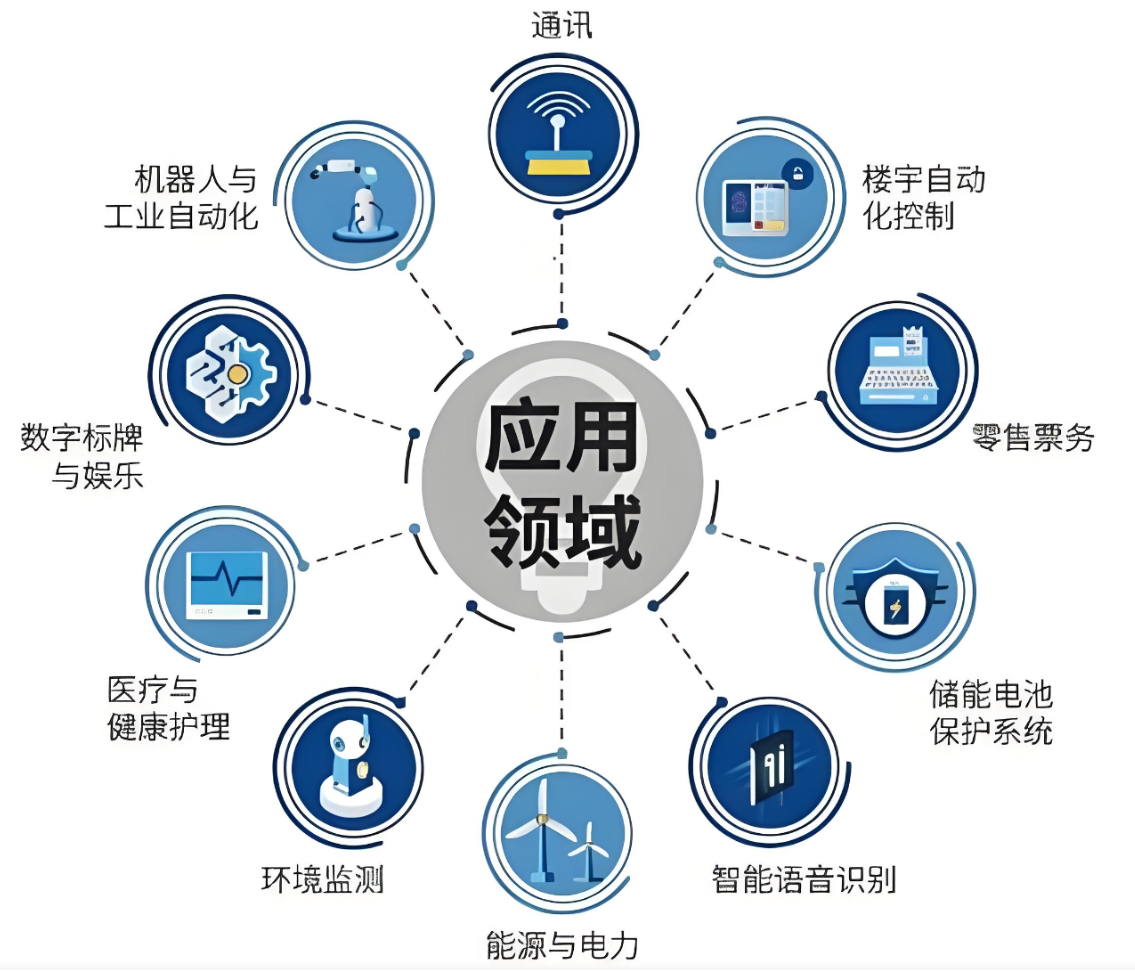 通讯
机器人与
工业自动化
楼宇自动
化控制
数字标牌
与娱乐
应用
领域
零售票务
医疗与
健康护理
储能电池
保护系统
环境监测
智能语音识别
能源与电力